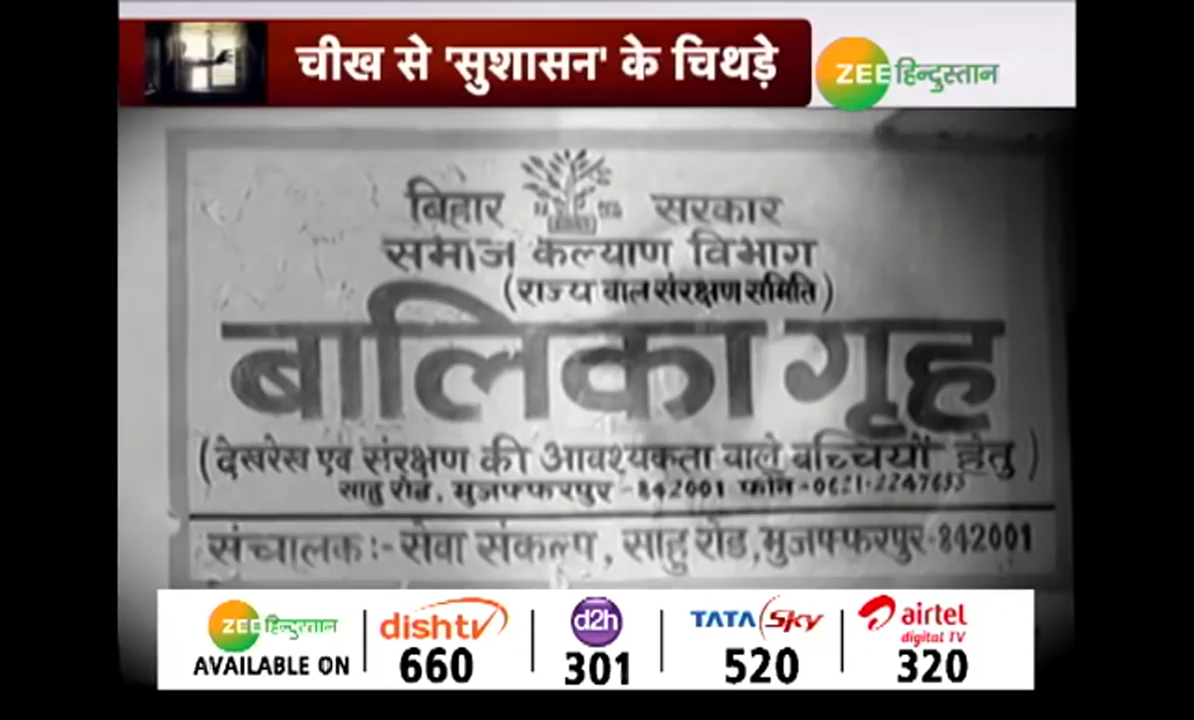 चीख से 'सुशासन' के चिथड़े
ZEE हिन्दुस्तान
बिहार सरकार
समाज कल्याण विभाग
(राज्य बाल संरक्षण समिति)
बालिका गृह
(देखरेख एवं संरक्षण की आवश्यकता वाले बच्चियों हेतु)
साहु रोड, मुजफ्फरपुर - 842001 फोन - 0621-2247653
संचालक :- सेवा संकल्प, साहु रोड, मुजफ्फरपुर-842001
ZEE हिन्दुस्तान AVAILABLE ON
dishtv 660
d2h 301
TATA Sky 520
airtel digital TV 320